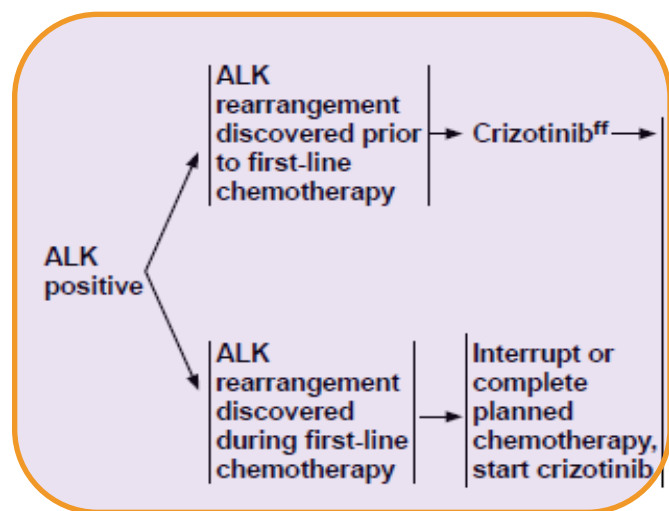 ALK
positive
ALK
rearrangement
discovered prior
to first-line
chemotherapy
Crizotinibff
ALK
rearrangement
discovered
during first-line
chemotherapy
Interrupt or
complete
planned
chemotherapy,
start crizotinib